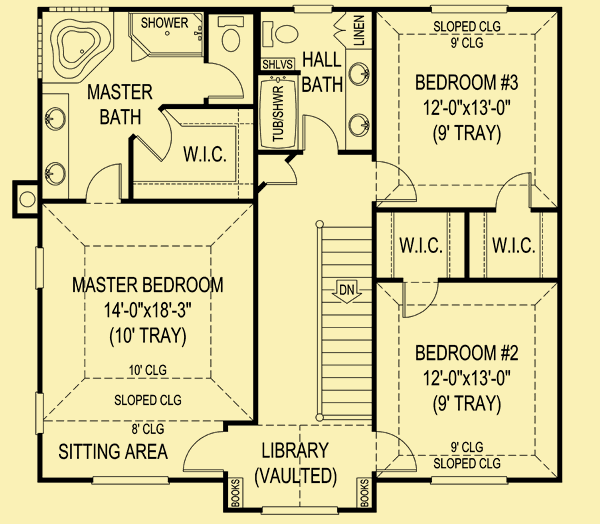 SHOWER
MASTER
BATH
W.I.C.
SHLVS
HALL
BATH
LINEN
TUB/SHWR
SLOPED CLG
9' CLG
BEDROOM #3
12'-0"x13'-0"
(9' TRAY)
W.I.C.
W.I.C.
MASTER BEDROOM
14'-0"x18'-3"
(10' TRAY)
10' CLG
SLOPED CLG
8' CLG
SITTING AREA
DN
BEDROOM #2
12'-0"x13'-0"
(9' TRAY)
9' CLG
SLOPED CLG
LIBRARY
(VAULTED)
BOOKS
BOOKS